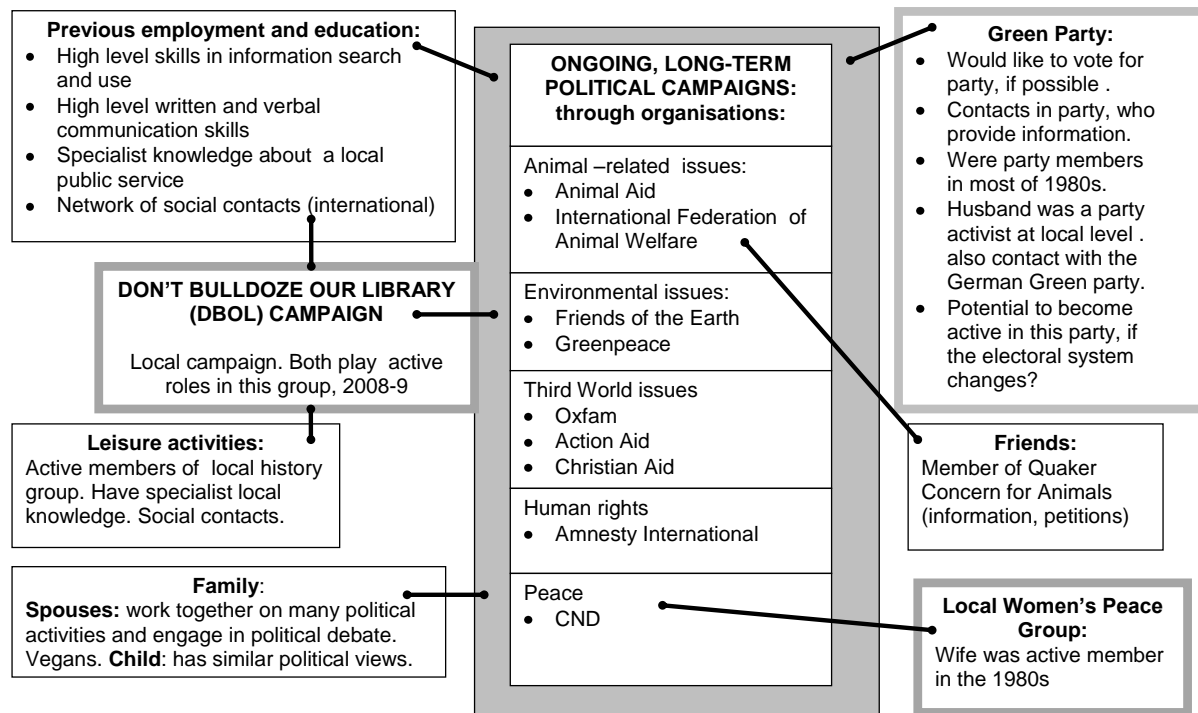 Previous employment and education:
• High level skills in information search
and use
• High level written and verbal
communication skills
• Specialist knowledge about a local
public service
• Network of social contacts (international)
DON'T BULLDOZE OUR LIBRARY
(DBOL) CAMPAIGN
Local campaign. Both play active
roles in this group, 2008-9
Leisure activities:
Active members of local history
group. Have specialist local
knowledge. Social contacts.
Family:
Spouses: work together on many political
activities and engage in political debate.
Vegans. Child: has similar political views.
ONGOING, LONG-TERM
POLITICAL CAMPAIGNS:
through organisations:
Animal –related issues:
• Animal Aid
• International Federation of
Animal Welfare
Environmental issues:
• Friends of the Earth
• Greenpeace
Third World issues
• Oxfam
• Action Aid
• Christian Aid
Human rights
• Amnesty International
Peace
• CND
Green Party:
• Would like to vote for
party, if possible .
• Contacts in party, who
provide information.
• Were party members
in most of 1980s.
• Husband was a party
activist at local level .
also contact with the
German Green party.
• Potential to become
active in this party, if
the electoral system
changes?
Friends:
Member of Quaker
Concern for Animals
(information, petitions)
Local Women's Peace
Group:
Wife was active member
in the 1980s